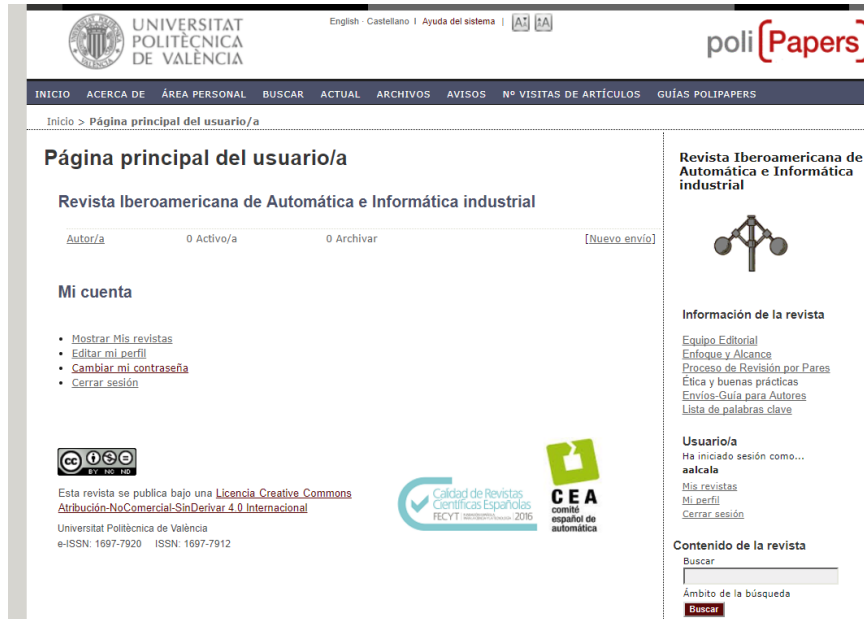 UNIVERSITAT
POLITÈCNICA
DE VALÈNCIA
English · Castellano | Ayuda del sistema |
poli [Papers]
INICIO ACERCA DE ÁREA PERSONAL BUSCAR ACTUAL ARCHIVOS AVISOS Nº VISITAS DE ARTÍCULOS GUÍAS POLIPAPERS
Inicio > Página principal del usuario/a
Página principal del usuario/a
Revista Iberoamericana de Automática e Informática industrial
Autor/a 0 Activo/a 0 Archivar [Nuevo envío]
Mi cuenta
• Mostrar Mis revistas
• Editar mi perfil
• Cambiar mi contraseña
• Cerrar sesión
cc BY NC ND
Esta revista se publica bajo una Licencia Creative Commons
Atribución-NoComercial-SinDerivar 4.0 Internacional
Universitat Politècnica de València
e-ISSN: 1697-7920 ISSN: 1697-7912
Calidad de Revistas
Científicas Españolas
FECYT 2016
CEA
comité
español de
automática
Revista Iberoamericana de
Automática e Informática
industrial
Información de la revista
Equipo Editorial
Enfoque y Alcance
Proceso de Revisión por Pares
Ética y buenas prácticas
Envíos-Guía para Autores
Lista de palabras clave
Usuario/a
Ha iniciado sesión como...
aalcala
Mis revistas
Mi perfil
Cerrar sesión
Contenido de la revista
Buscar
Ámbito de la búsqueda
Buscar